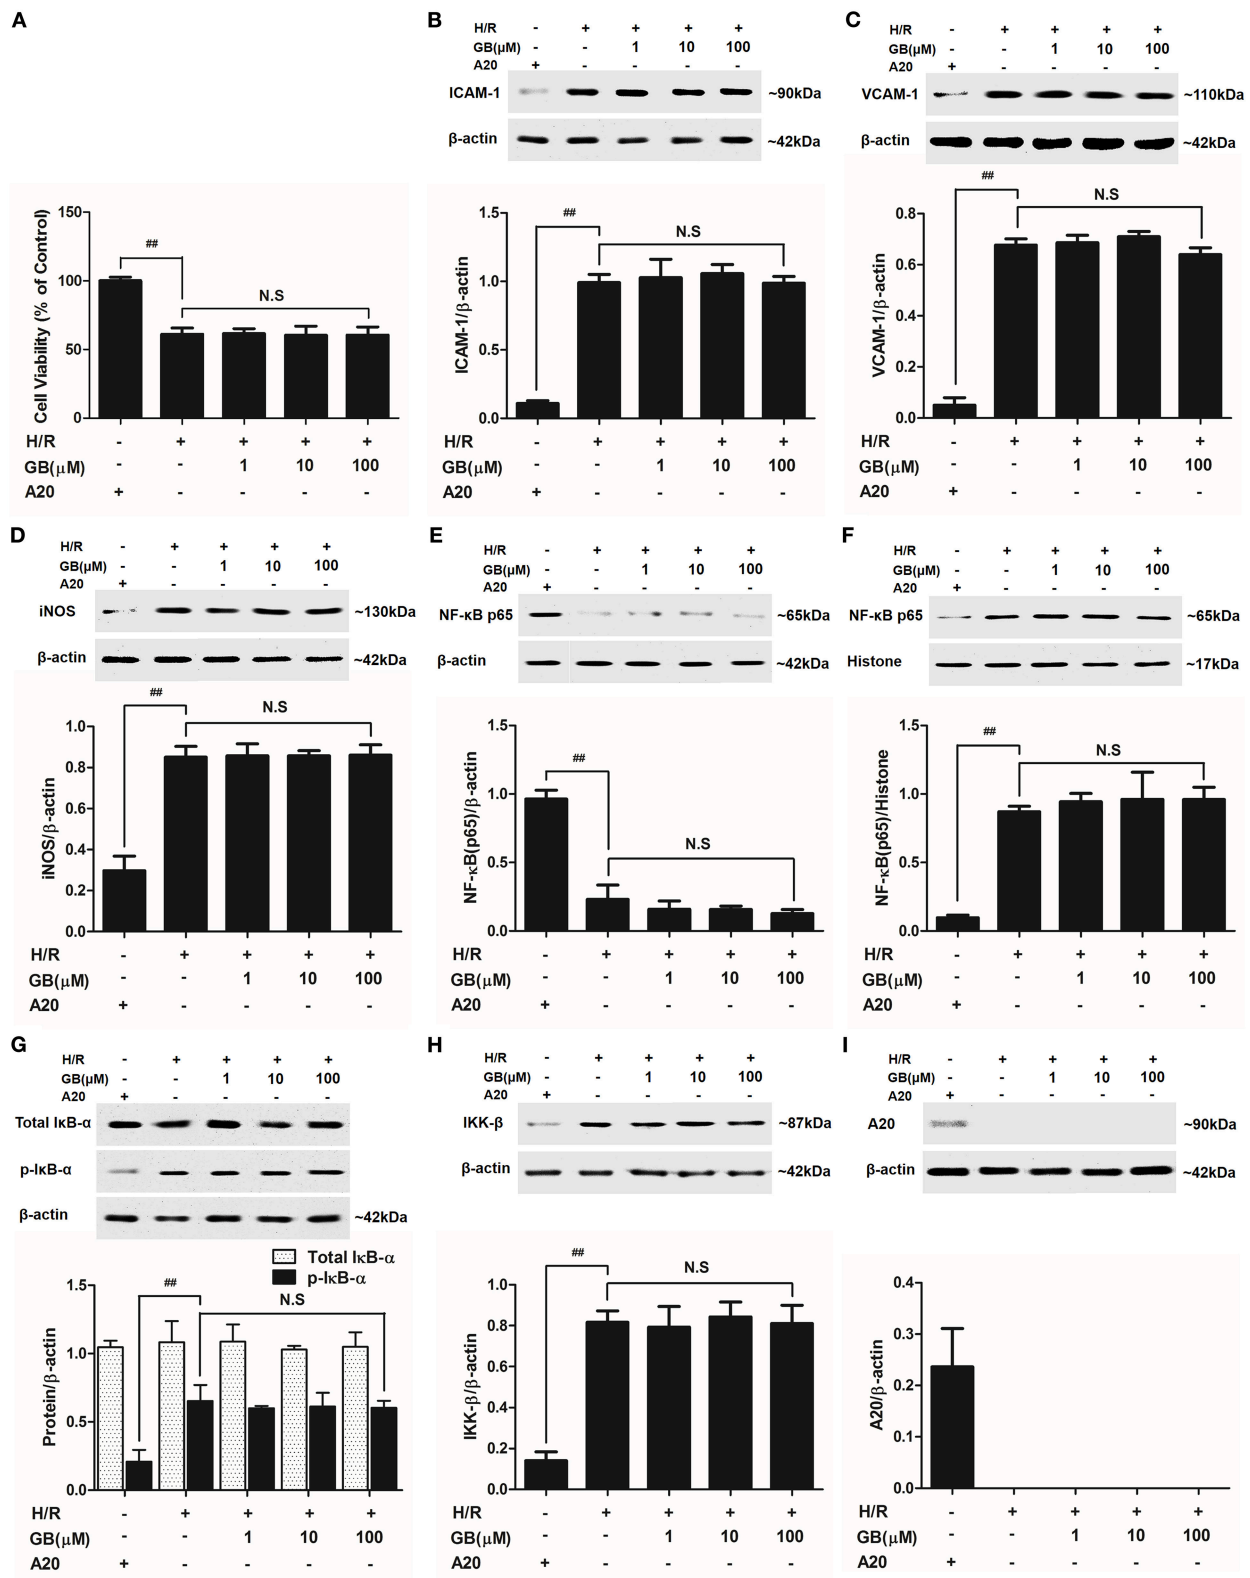 A
150
100
50
0
Cell Viability (% of Control)
##
N.S
H/R - + + + +
GB(μM) - - 1 10 100
A20 + - - - -
B
H/R - + + + +
GB(μM) - - 1 10 100
A20 + - - - -
ICAM-1 ~90kDa
β-actin ~42kDa
1.5
1.0
0.5
0.0
ICAM-1/β-actin
##
N.S
H/R - + + + +
GB(μM) - - 1 10 100
A20 + - - - -
C
H/R - + + + +
GB(μM) - - 1 10 100
A20 + - - - -
VCAM-1 ~110kDa
β-actin ~42kDa
##
N.S
0.8
0.6
0.4
0.2
0.0
VCAM-1/β-actin
H/R - + + + +
GB(μM) - - 1 10 100
A20 + - - - -
D
H/R - + + + +
GB(μM) - - 1 10 100
A20 + - - - -
iNOS ~130kDa
β-actin ~42kDa
##
N.S
1.0
0.8
0.6
0.4
0.2
0.0
iNOS/β-actin
H/R - + + + +
GB(μM) - - 1 10 100
A20 + - - - -
E
H/R - + + + +
GB(μM) - - 1 10 100
A20 + - - - -
NF-κB p65 ~65kDa
β-actin ~42kDa
1.5
1.0
0.5
0.0
NF-κB(p65)/β-actin
##
N.S
H/R - + + + +
GB(μM) - - 1 10 100
A20 + - - - -
F
H/R - + + + +
GB(μM) - - 1 10 100
A20 + - - - -
NF-κB p65 ~65kDa
Histone ~17kDa
1.5
1.0
0.5
0.0
NF-κB(p65)/Histone
##
N.S
H/R - + + + +
GB(μM) - - 1 10 100
A20 + - - - -
G
H/R - + + + +
GB(μM) - - 1 10 100
A20 + - - - -
Total IκB-α
p-IκB-α
β-actin ~42kDa
Total IκB-α
p-IκB-α
##
N.S
1.5
1.0
0.5
0.0
Protein/β-actin
H/R - + + + +
GB(μM) - - 1 10 100
A20 + - - - -
H
H/R - + + + +
GB(μM) - - 1 10 100
A20 + - - - -
IKK-β ~87kDa
β-actin ~42kDa
##
N.S
1.0
0.8
0.6
0.4
0.2
0.0
IKK-β/β-actin
H/R - + + + +
GB(μM) - - 1 10 100
A20 + - - - -
I
H/R - + + + +
GB(μM) - - 1 10 100
A20 + - - - -
A20 ~90kDa
β-actin ~42kDa
0.4
0.3
0.2
0.1
0.0
A20/β-actin
H/R - + + + +
GB(μM) - - 1 10 100
A20 + - - - -